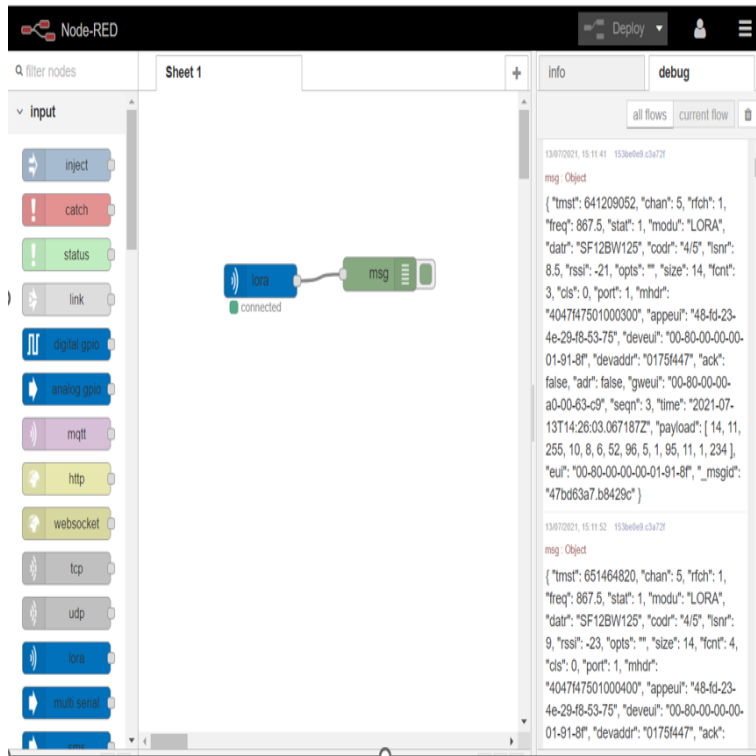 Node-RED
Deploy
filter nodes
Sheet 1
+
info
debug
input
all flows
current flow
inject
catch
status
link
digital gpio
analog gpio
mqtt
http
websocket
tcp
udp
lora
multi serial
sms
lora
connected
msg
13/07/2021, 15:11:41 153be0e9.c3a72f
msg : Object
{ "tmst": 641209052, "chan": 5, "rfch": 1,
"freq": 867.5, "stat": 1, "modu": "LORA",
"datr": "SF12BW125", "codr": "4/5", "lsnr":
8.5, "rssi": -21, "opts": "", "size": 14, "fcnt":
3, "cls": 0, "port": 1, "mhdr":
"4047f47501000300", "appeui": "48-fd-23-
4e-29-f8-53-75", "deveui": "00-80-00-00-00-
01-91-8f", "devaddr": "0175f447", "ack":
false, "adr": false, "gweui": "00-80-00-00-
a0-00-63-c9", "seqn": 3, "time": "2021-07-
13T14:26:03.067187Z", "payload": [ 14, 11,
255, 10, 8, 6, 52, 96, 5, 1, 95, 11, 1, 234 ],
"eui": "00-80-00-00-00-01-91-8f", "_msgid":
"47bd63a7.b8429c" }
13/07/2021, 15:11:52 153be0e9.c3a72f
msg : Object
{ "tmst": 651464820, "chan": 5, "rfch": 1,
"freq": 867.5, "stat": 1, "modu": "LORA",
"datr": "SF12BW125", "codr": "4/5", "lsnr":
9, "rssi": -23, "opts": "", "size": 14, "fcnt": 4,
"cls": 0, "port": 1, "mhdr":
"4047f47501000400", "appeui": "48-fd-23-
4e-29-f8-53-75", "deveui": "00-80-00-00-00-
01-91-8f", "devaddr": "0175f447", "ack":